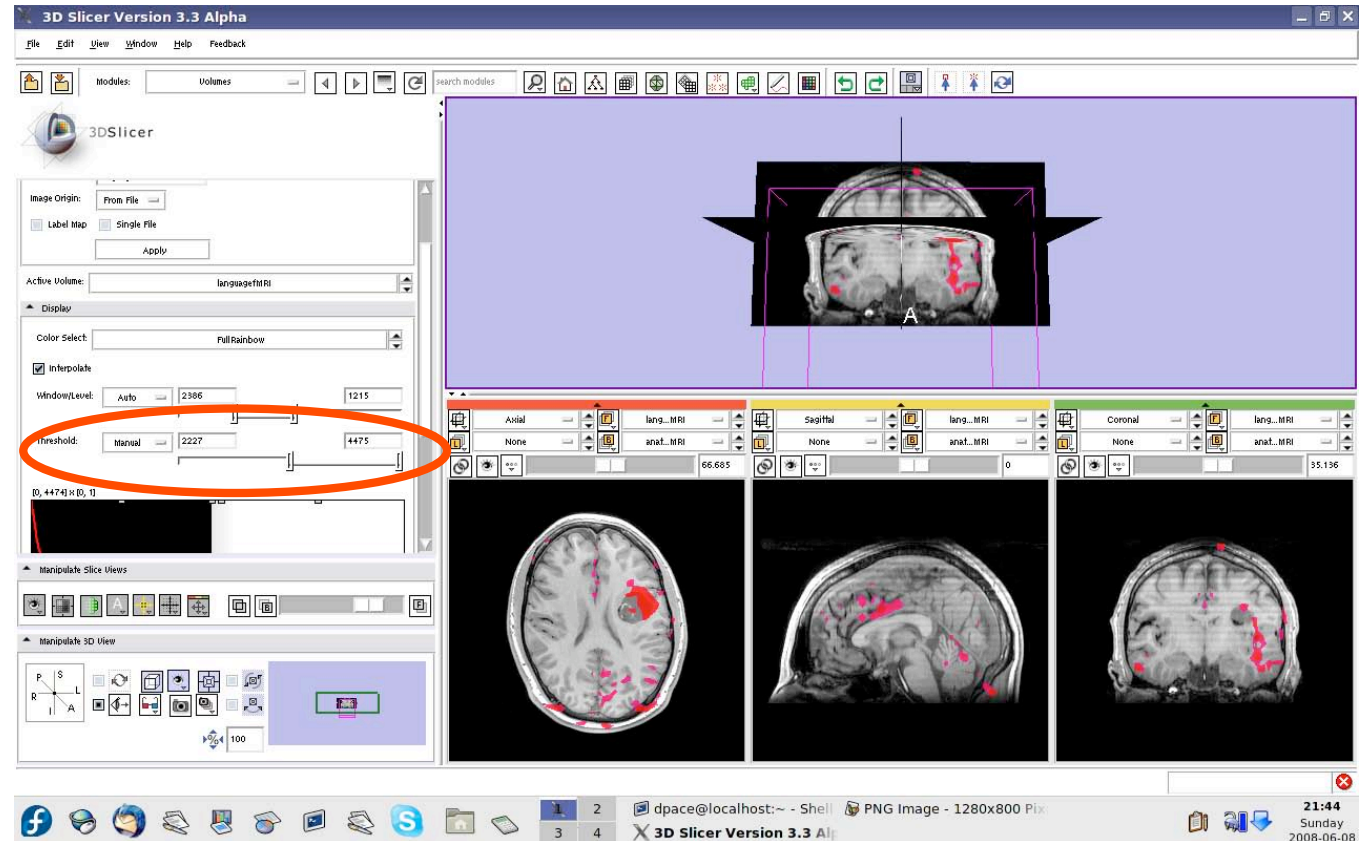 3D Slicer Version 3.3 Alpha
File Edit View Window Help Feedback
Modules: Volumes search modules
3DSlicer
Image Origin: From File
Label Map Single File
Apply
Active Volume: languagefMRI
Display
Color Select: FullRainbow
Interpolate
Window/Level: Auto 2386 1215
Threshold: Manual 2227 4475
[0, 4474] x [0, 1]
Manipulate Slice Views
Manipulate 3D View
P S
R L
I A
100
A
Axial lang...MRI
None anat...MRI
66.685
Sagittal lang...MRI
None anat...MRI
0
Coronal lang...MRI
None anat...MRI
35.136
1 2
3 4
dpace@localhost:~ - Shell
PNG Image - 1280x800 Pix
3D Slicer Version 3.3 Al
21:44
Sunday
2008-06-08